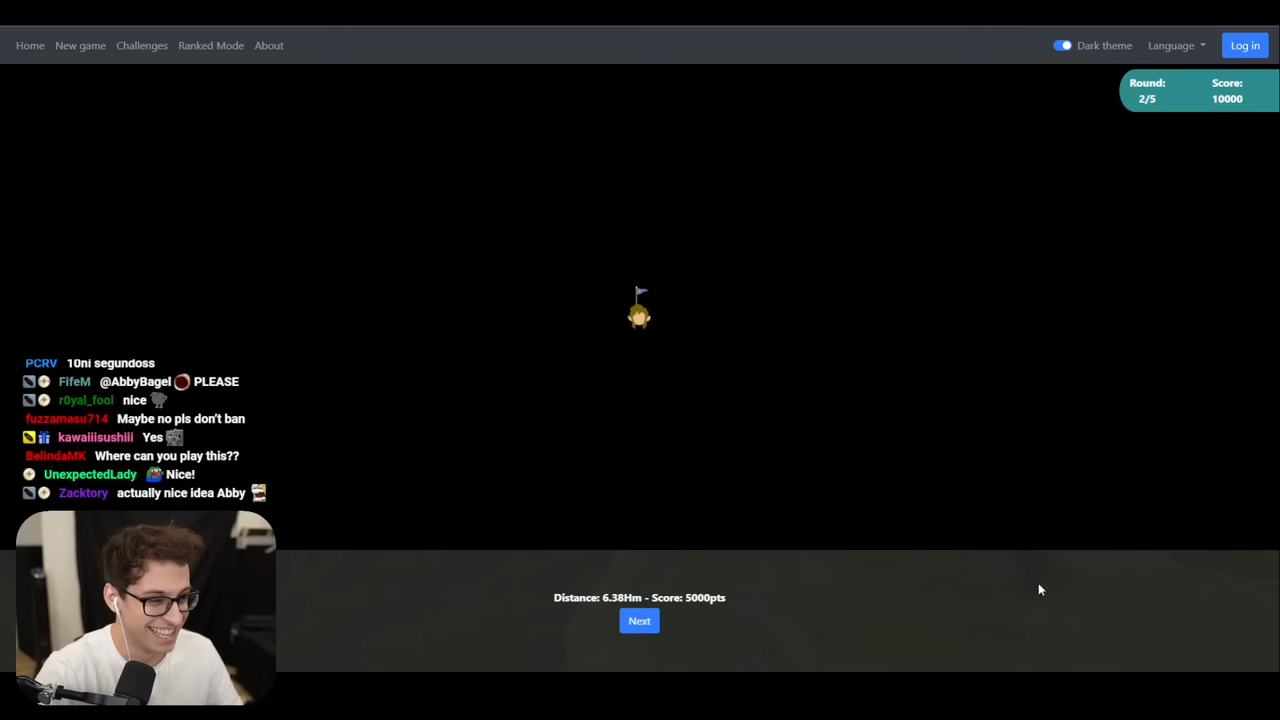 Home New game Challenges Ranked Mode About Dark theme Language Log in
Round: Score:
2/5 10000
PCRV 10ni segundoss
FifeM @AbbyBagel PLEASE
r0yal_fool nice
fuzzamasu714 Maybe no pls don't ban
kawaiiisushiii Yes
BelindaMK Where can you play this??
UnexpectedLady Nice!
Zacktory actually nice idea Abby
Distance: 6.38Hm - Score: 5000pts
Next